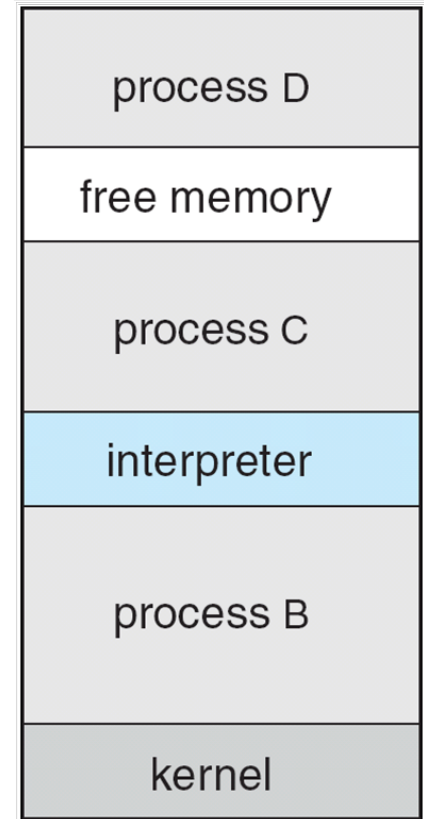 process D
free memory
process C
interpreter
process B
kernel